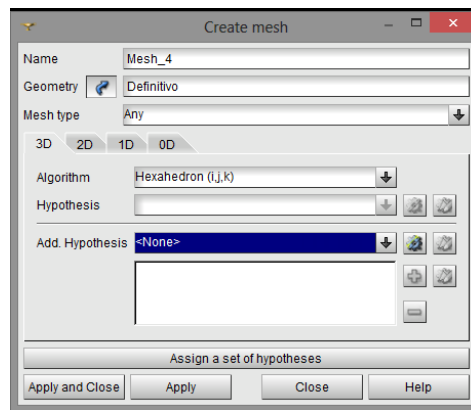 Create mesh
Name Mesh_4
Geometry Definitivo
Mesh type Any
3D 2D 1D 0D
Algorithm Hexahedron (i,j,k)
Hypothesis
Add. Hypothesis <None>
Assign a set of hypotheses
Apply and Close Apply Close Help